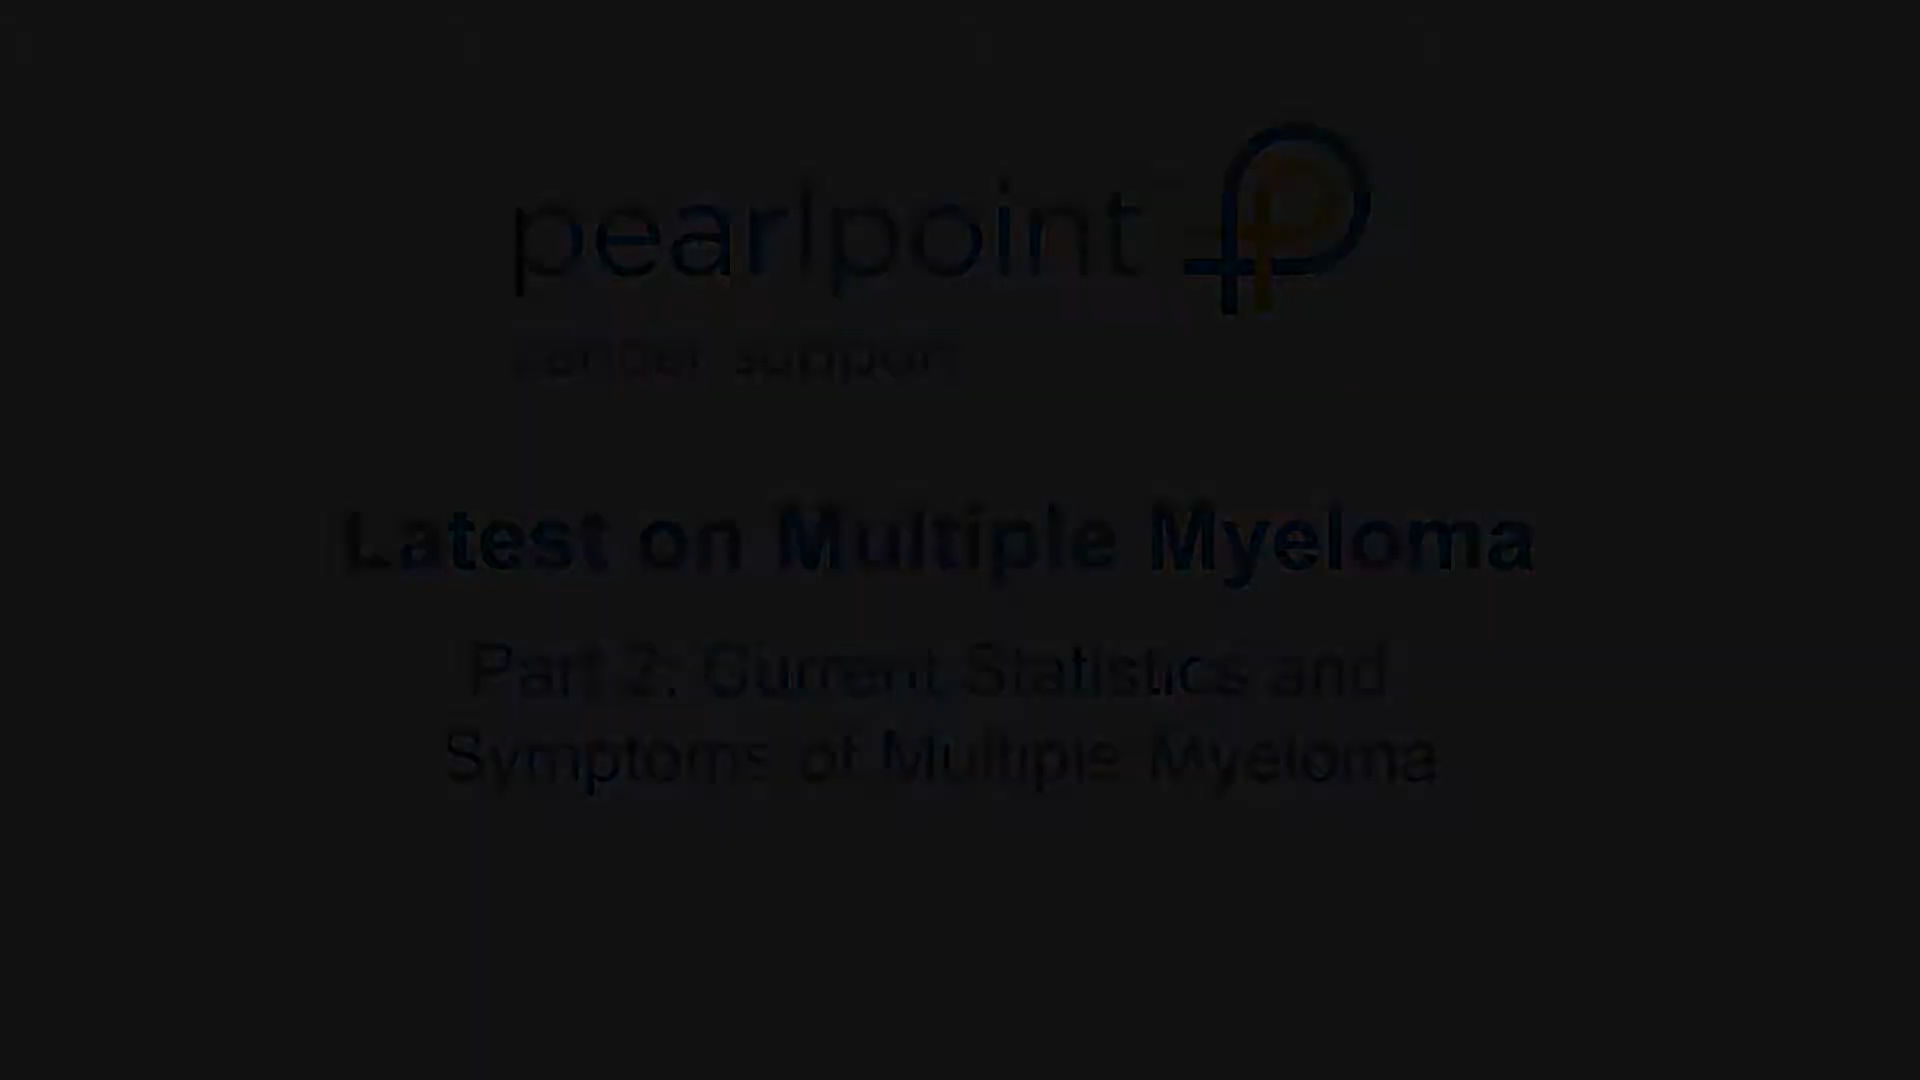 pearlpoint
cancer support
Latest on Multiple Myeloma
Part 2: Current Statistics and
Symptoms of Multiple Myeloma